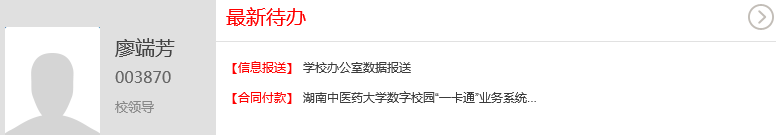 廖端芳
003870
校领导
最新待办
【信息报送】 学校办公室数据报送
【合同付款】 湖南中医药大学数字校园“一卡通”业务系统...